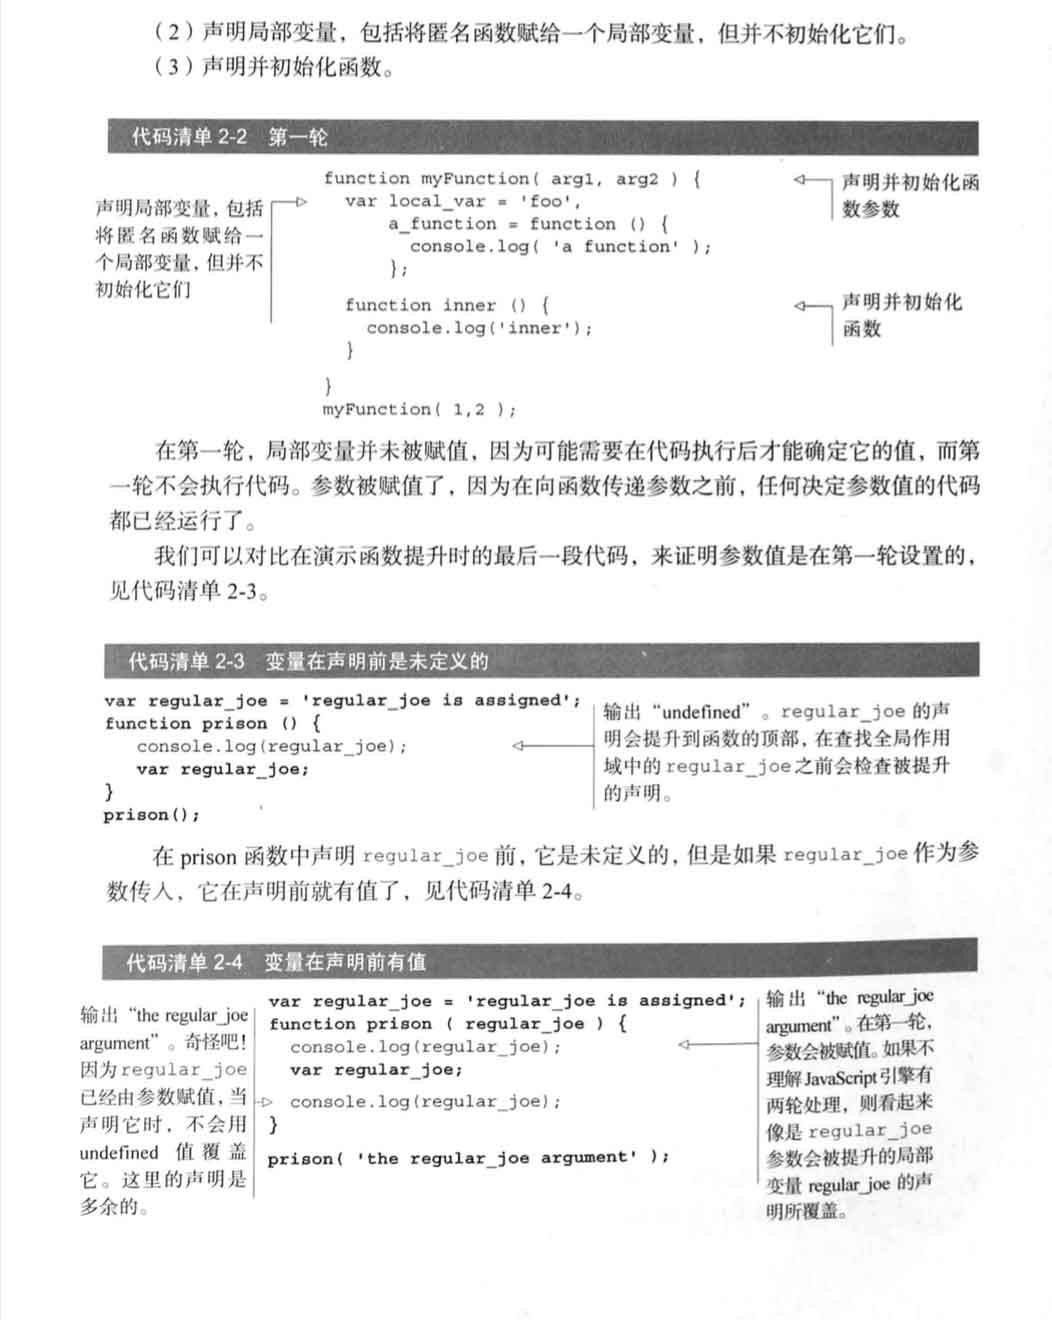 （2）声明局部变量，包括将匿名函数赋给一个局部变量，但并不初始化它们。
（3）声明并初始化函数。
代码清单 2-2 第一轮
声明局部变量，包括
将匿名函数赋给一
个局部变量，但并不
初始化它们
function myFunction( arg1, arg2 ) {
var local_var = 'foo',
a_function = function () {
console.log( 'a function' );
};
function inner () {
console.log('inner');
}
}
myFunction( 1,2 );
声明并初始化函
数参数
声明并初始化
函数
在第一轮，局部变量并未被赋值，因为可能需要在代码执行后才能确定它的值，而第
一轮不会执行代码。参数被赋值了，因为在向函数传递参数之前，任何决定参数值的代码
都已经运行了。
我们可以对比在演示函数提升时的最后一段代码，来证明参数值是在第一轮设置的，
见代码清单 2-3。
代码清单 2-3 变量在声明前是未定义的
var regular_joe = 'regular_joe is assigned';
function prison () {
console.log(regular_joe);
var regular_joe;
}
prison();
输出“undefined”。regular_joe 的声
明会提升到函数的顶部，在查找全局作用
域中的 regular_joe 之前会检查被提升
的声明。
在 prison 函数中声明 regular_joe 前，它是未定义的，但是如果 regular_joe 作为参
数传入，它在声明前就有值了，见代码清单 2-4。
代码清单 2-4 变量在声明前有值
输出“the regular_joe
argument”。奇怪吧！
因为 regular_joe
已经由参数赋值，当
声明它时，不会用
undefined 值覆盖
它。这里的声明是
多余的。
var regular_joe = 'regular_joe is assigned';
function prison ( regular_joe ) {
console.log(regular_joe);
var regular_joe;
console.log(regular_joe);
}
prison( 'the regular_joe argument' );
输出“the regular_joe
argument”。在第一轮，
参数会被赋值。如果不
理解 JavaScript 引擎有
两轮处理，则看起来
像是 regular_joe
参数会被提升的局部
变量 regular_joe 的声
明所覆盖。